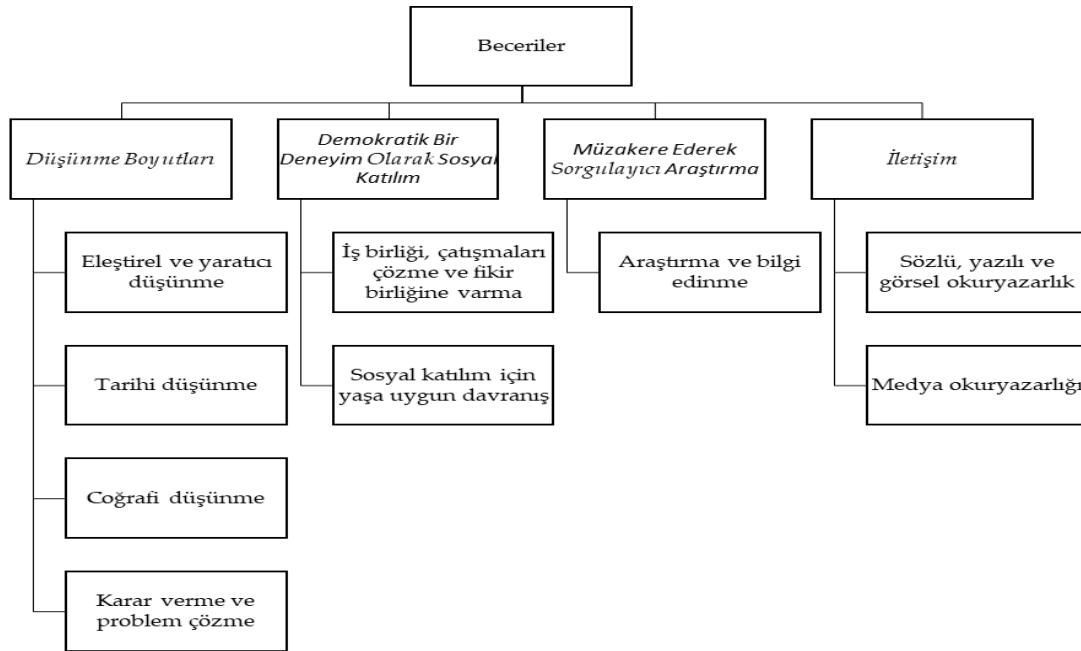 Beceriler
Düşünme Boyutları
Demokratik Bir
Deneyim Olarak Sosyal
Katılım
Müzakere Ederek
Sorgulayıcı Araştırma
İletişim
Eleştirel ve yaratıcı
düşünme
İş birliği, çatışmaları
çözme ve fikir
birliğine varma
Araştırma ve bilgi
edinme
Sözlü, yazılı ve
görsel okuryazarlık
Tarihi düşünme
Sosyal katılım için
yaşa uygun davranış
Medya okuryazarlığı
Coğrafi düşünme
Karar verme ve
problem çözme